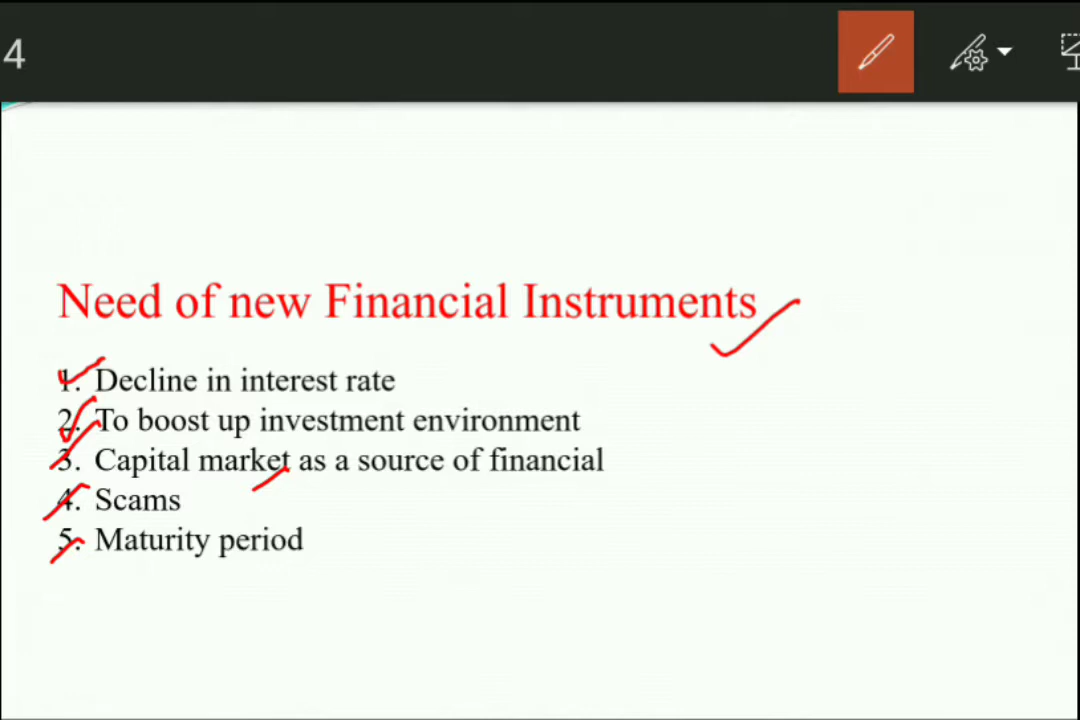 4
Need of new Financial Instruments
1. Decline in interest rate
2. To boost up investment environment
3. Capital market as a source of financial
4. Scams
5. Maturity period